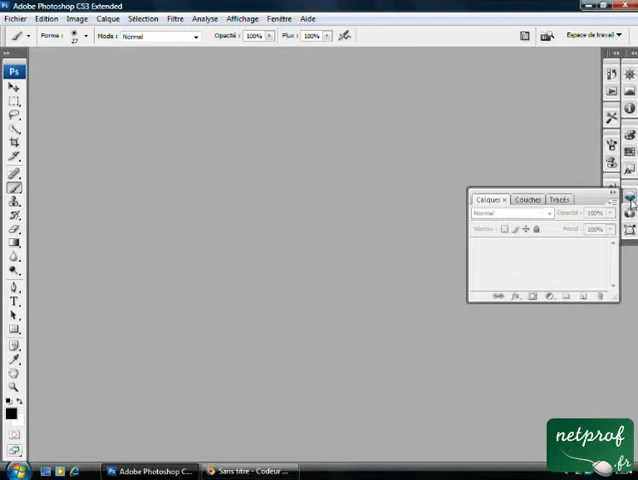 Adobe Photoshop CS3 Extended
Fichier Edition Image Calque Sélection Filtre Analyse Affichage Fenêtre Aide
Forme : 27 Mode : Normal Opacité : 100% Flux : 100% Espace de travail
Ps
Calques x Couches Tracés
Normal Opacité : 100%
Verrou : Fond : 100%
T
netprof
.fr
Ps Adobe Photoshop C... Sans titre - Codeur ...